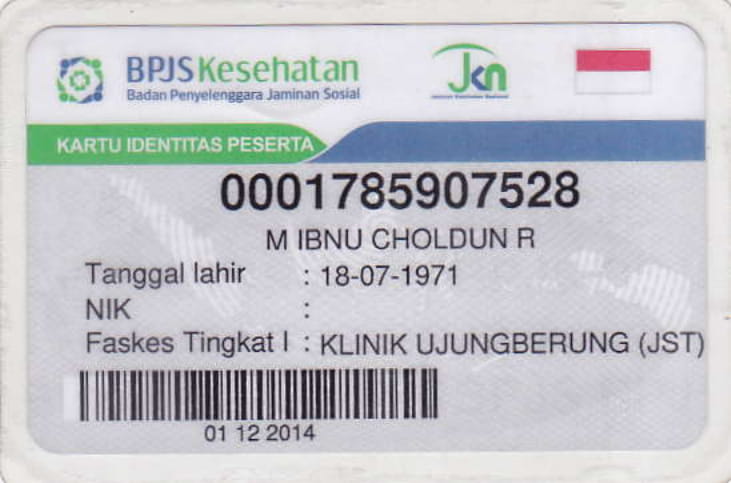 BPJS Kesehatan
Badan Penyelenggara Jaminan Sosial
Jkn
KARTU IDENTITAS PESERTA
0001785907528
M IBNU CHOLDUN R
Tanggal lahir : 18-07-1971
NIK :
Faskes Tingkat I : KLINIK UJUNGBERUNG (JST)
01 12 2014